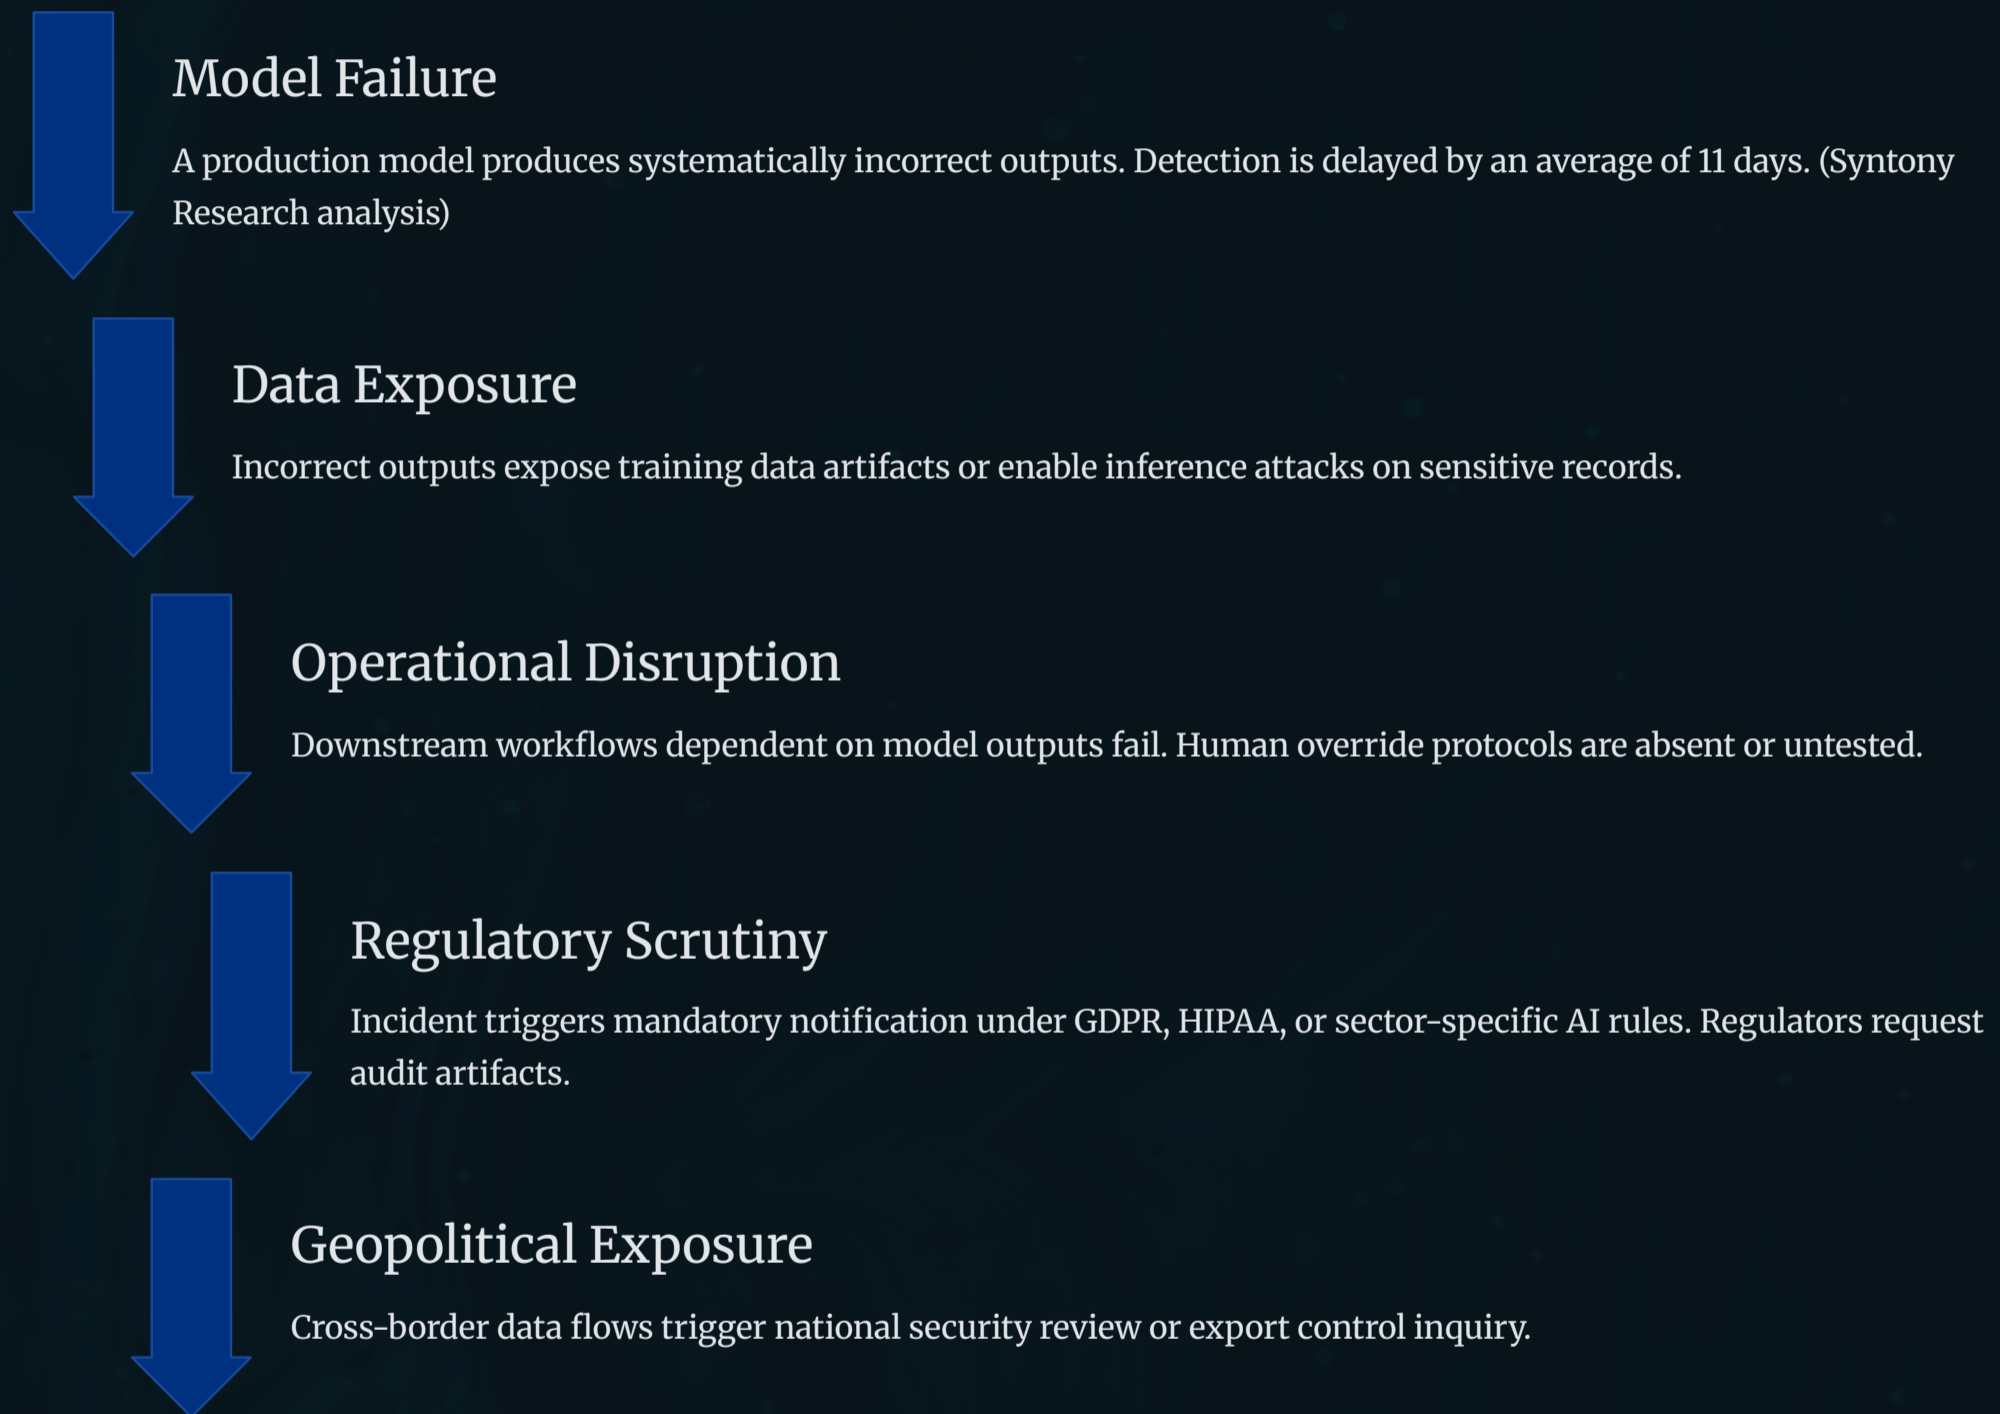 Model Failure
A production model produces systematically incorrect outputs. Detection is delayed by an average of 11 days. (Syntony
Research analysis)
Data Exposure
Incorrect outputs expose training data artifacts or enable inference attacks on sensitive records.
Operational Disruption
Downstream workflows dependent on model outputs fail. Human override protocols are absent or untested.
Regulatory Scrutiny
Incident triggers mandatory notification under GDPR, HIPAA, or sector-specific AI rules. Regulators request
audit artifacts.
Geopolitical Exposure
Cross-border data flows trigger national security review or export control inquiry.